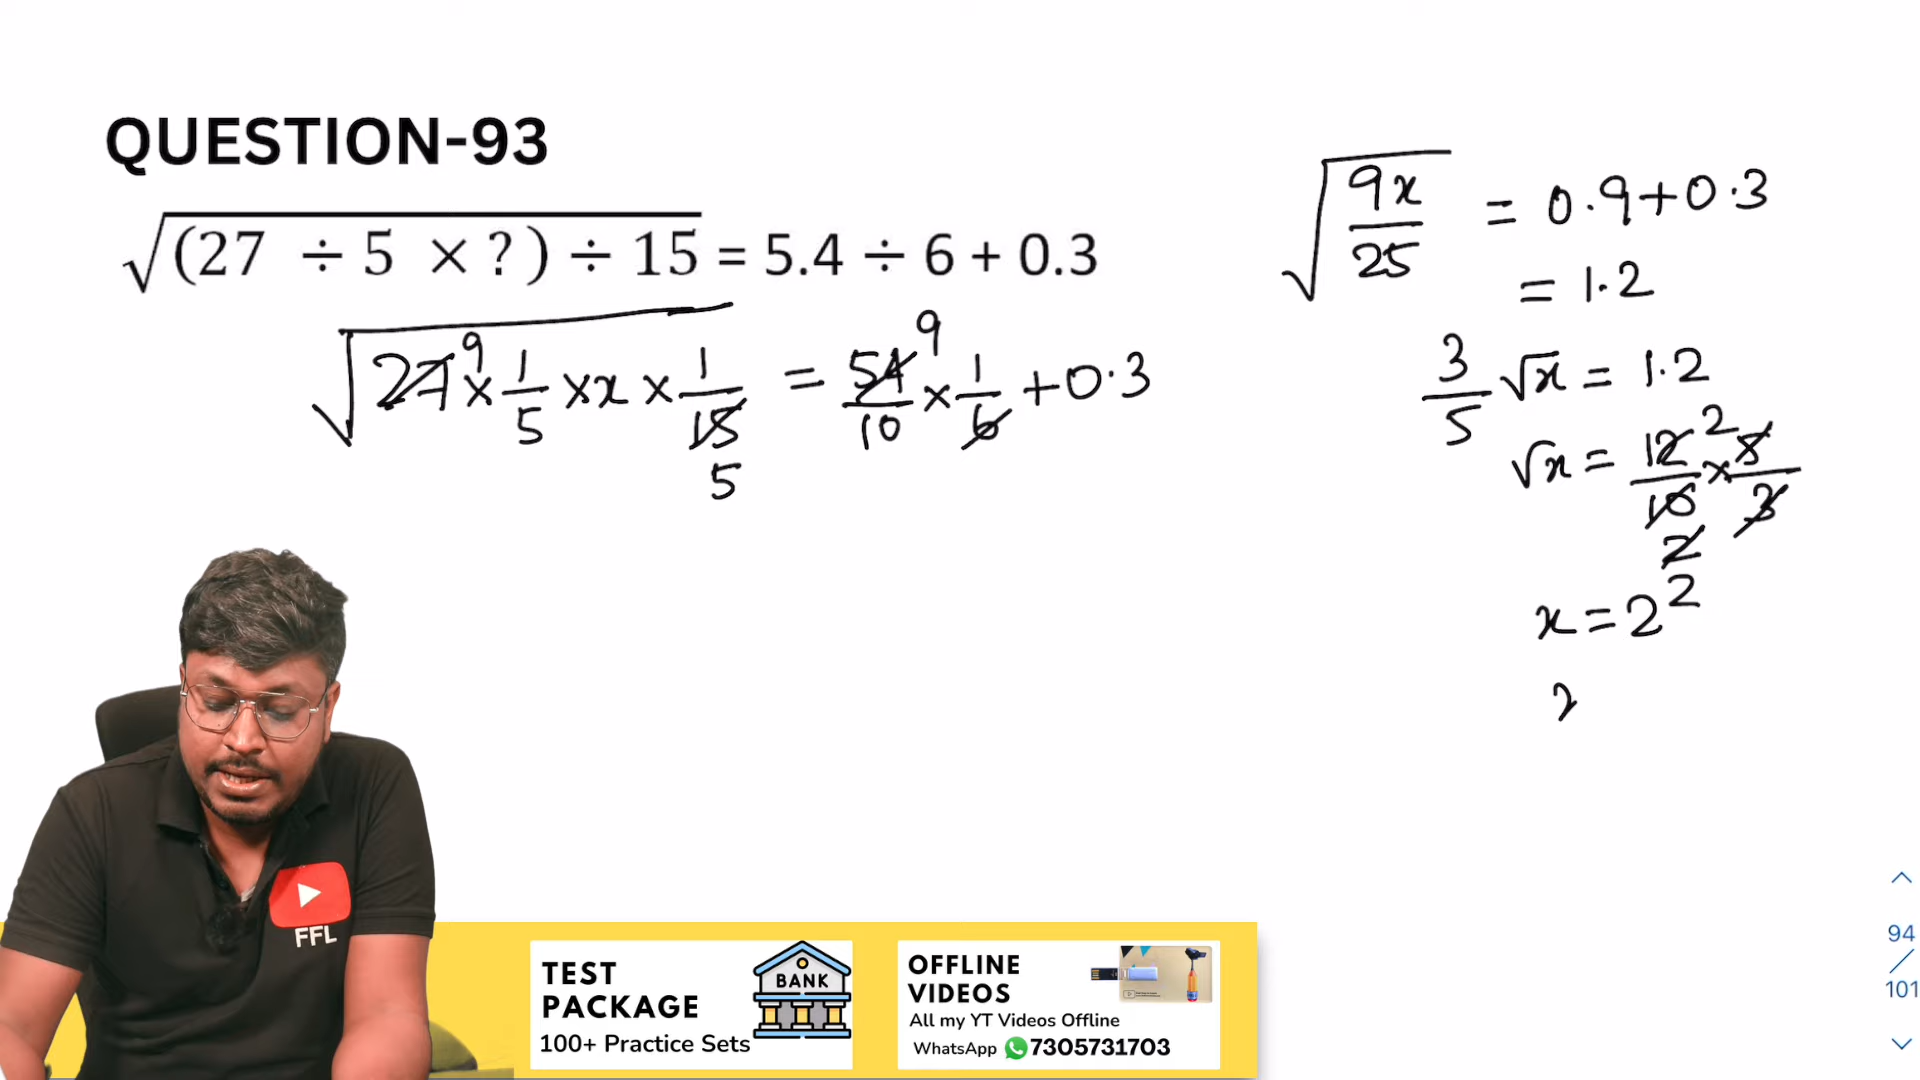 QUESTION-93
√(27 ÷ 5 × ?) ÷ 15 = 5.4 ÷ 6 + 0.3
√27 9 × 1/5 × x × 1/15 5 = 54 9/10 × 1/6 + 0.3
√9x/25 = 0.9 + 0.3
= 1.2
3/5 √x = 1.2
√x = 12 2/10 2 × 5/3
x = 2²
x
FFL
TEST
PACKAGE
100+ Practice Sets
BANK
OFFLINE
VIDEOS
All my YT Videos Offline
WhatsApp 7305731703
94
/
101